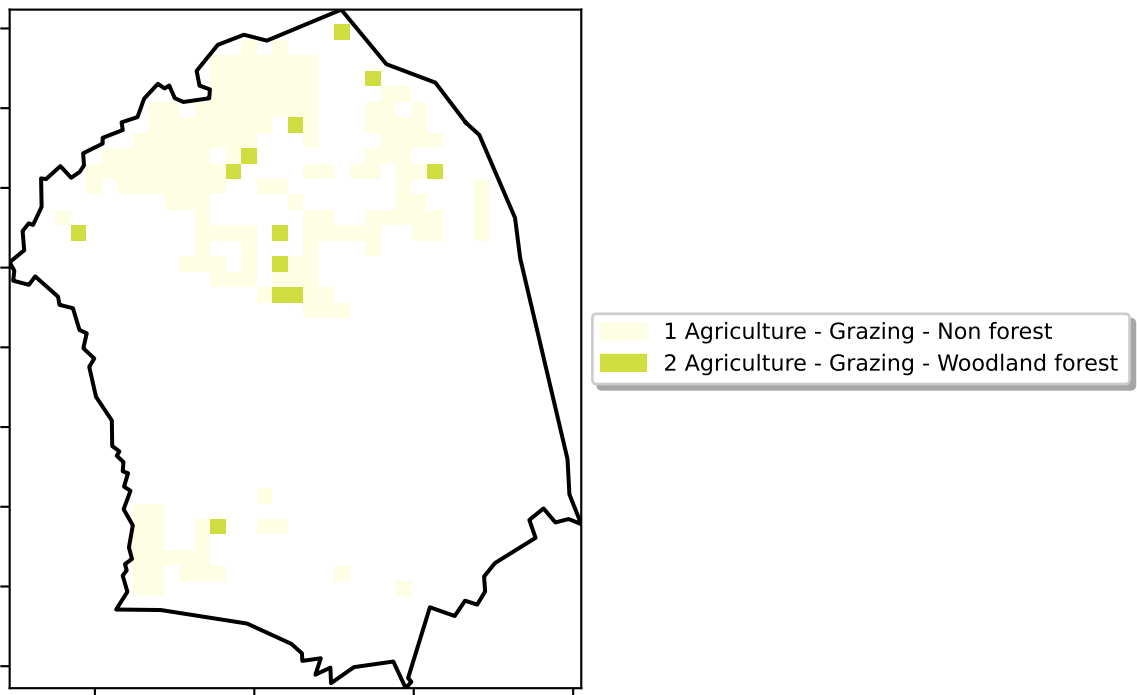 1 Agriculture - Grazing - Non forest
2 Agriculture - Grazing - Woodland forest